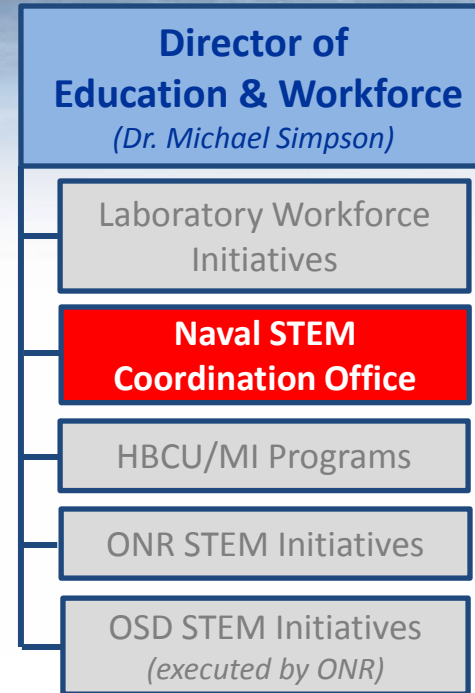 Director of
Education & Workforce
(Dr. Michael Simpson)
Laboratory Workforce
Initiatives
Naval STEM
Coordination Office
HBCU/MI Programs
ONR STEM Initiatives
OSD STEM Initiatives
(executed by ONR)